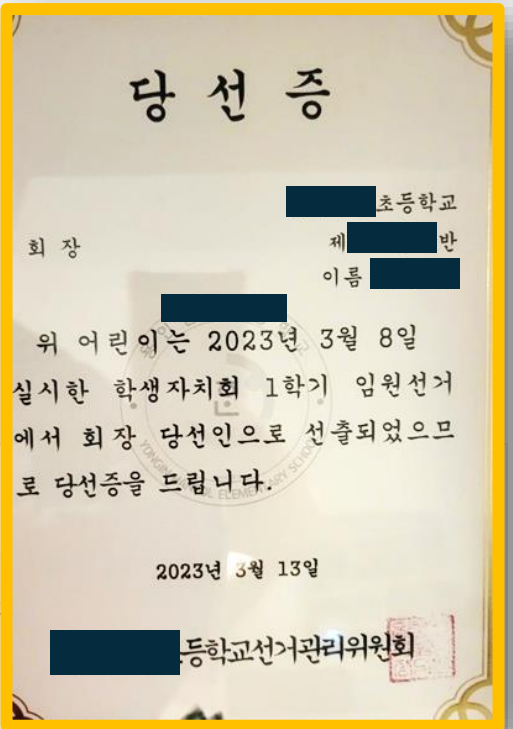 당선증
초등학교
회장
제 반
이름
위 어린이는 2023년 3월 8일
실시한 학생자치회 1학기 임원선거
에서 회장 당선인으로 선출되었으므
로 당선증을 드립니다.
2023년 3월 13일
등학교선거관리위원회